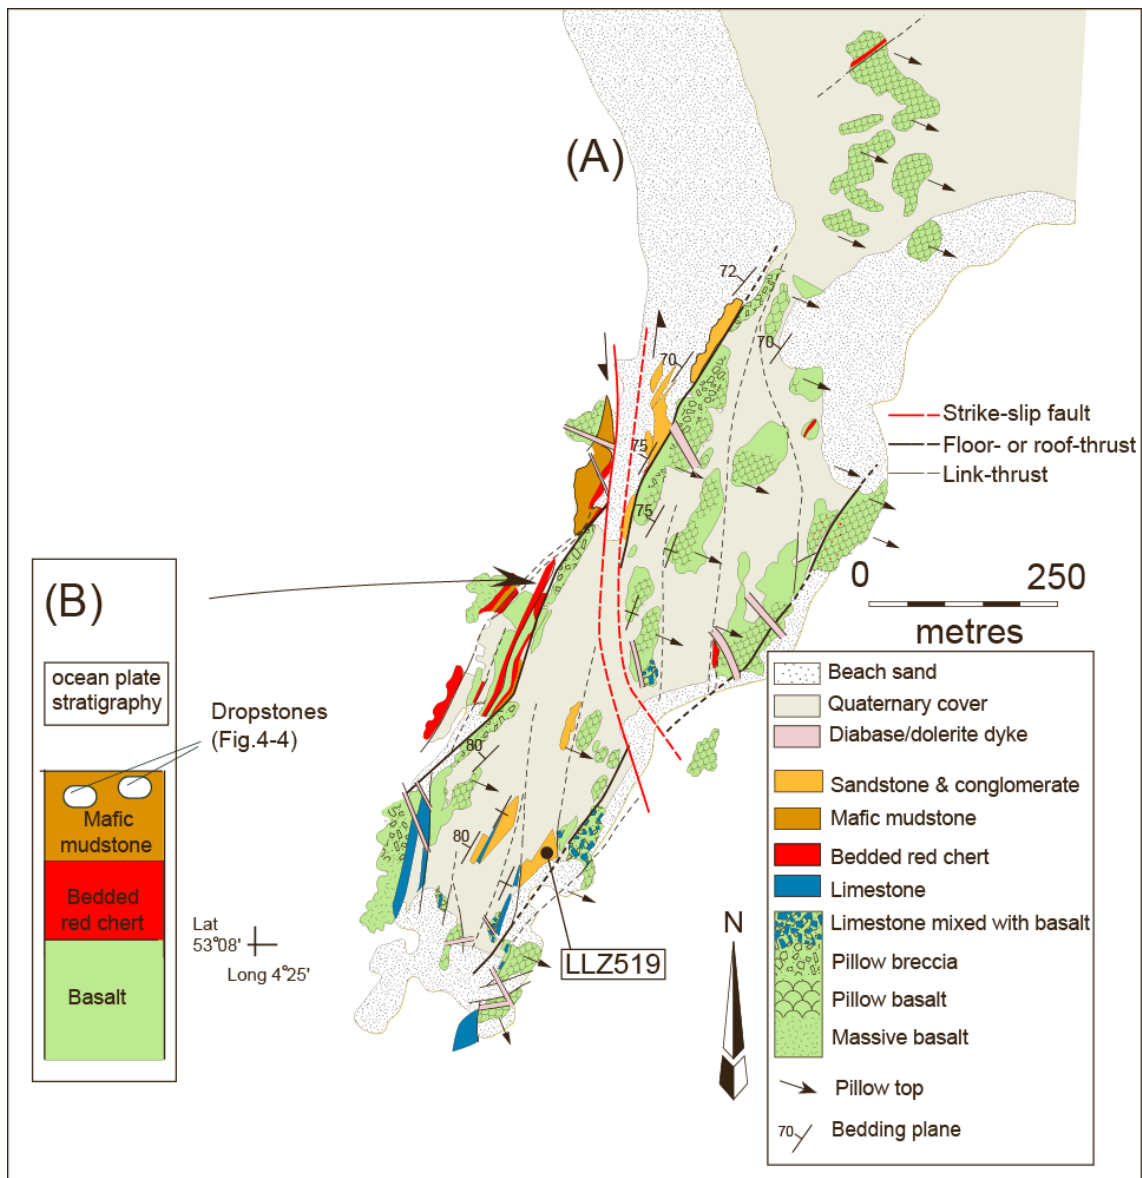 (A)
72
70
70
75
75
80
80
Strike-slip fault
Floor- or roof-thrust
Link-thrust
0 250
metres
(B)
ocean plate
stratigraphy
Dropstones
(Fig.4-4)
Mafic
mudstone
Bedded
red chert
Basalt
Lat
53°08'
Long 4°25'
LLZ519
N
Beach sand
Quaternary cover
Diabase/dolerite dyke
Sandstone & conglomerate
Mafic mudstone
Bedded red chert
Limestone
Limestone mixed with basalt
Pillow breccia
Pillow basalt
Massive basalt
Pillow top
70 Bedding plane